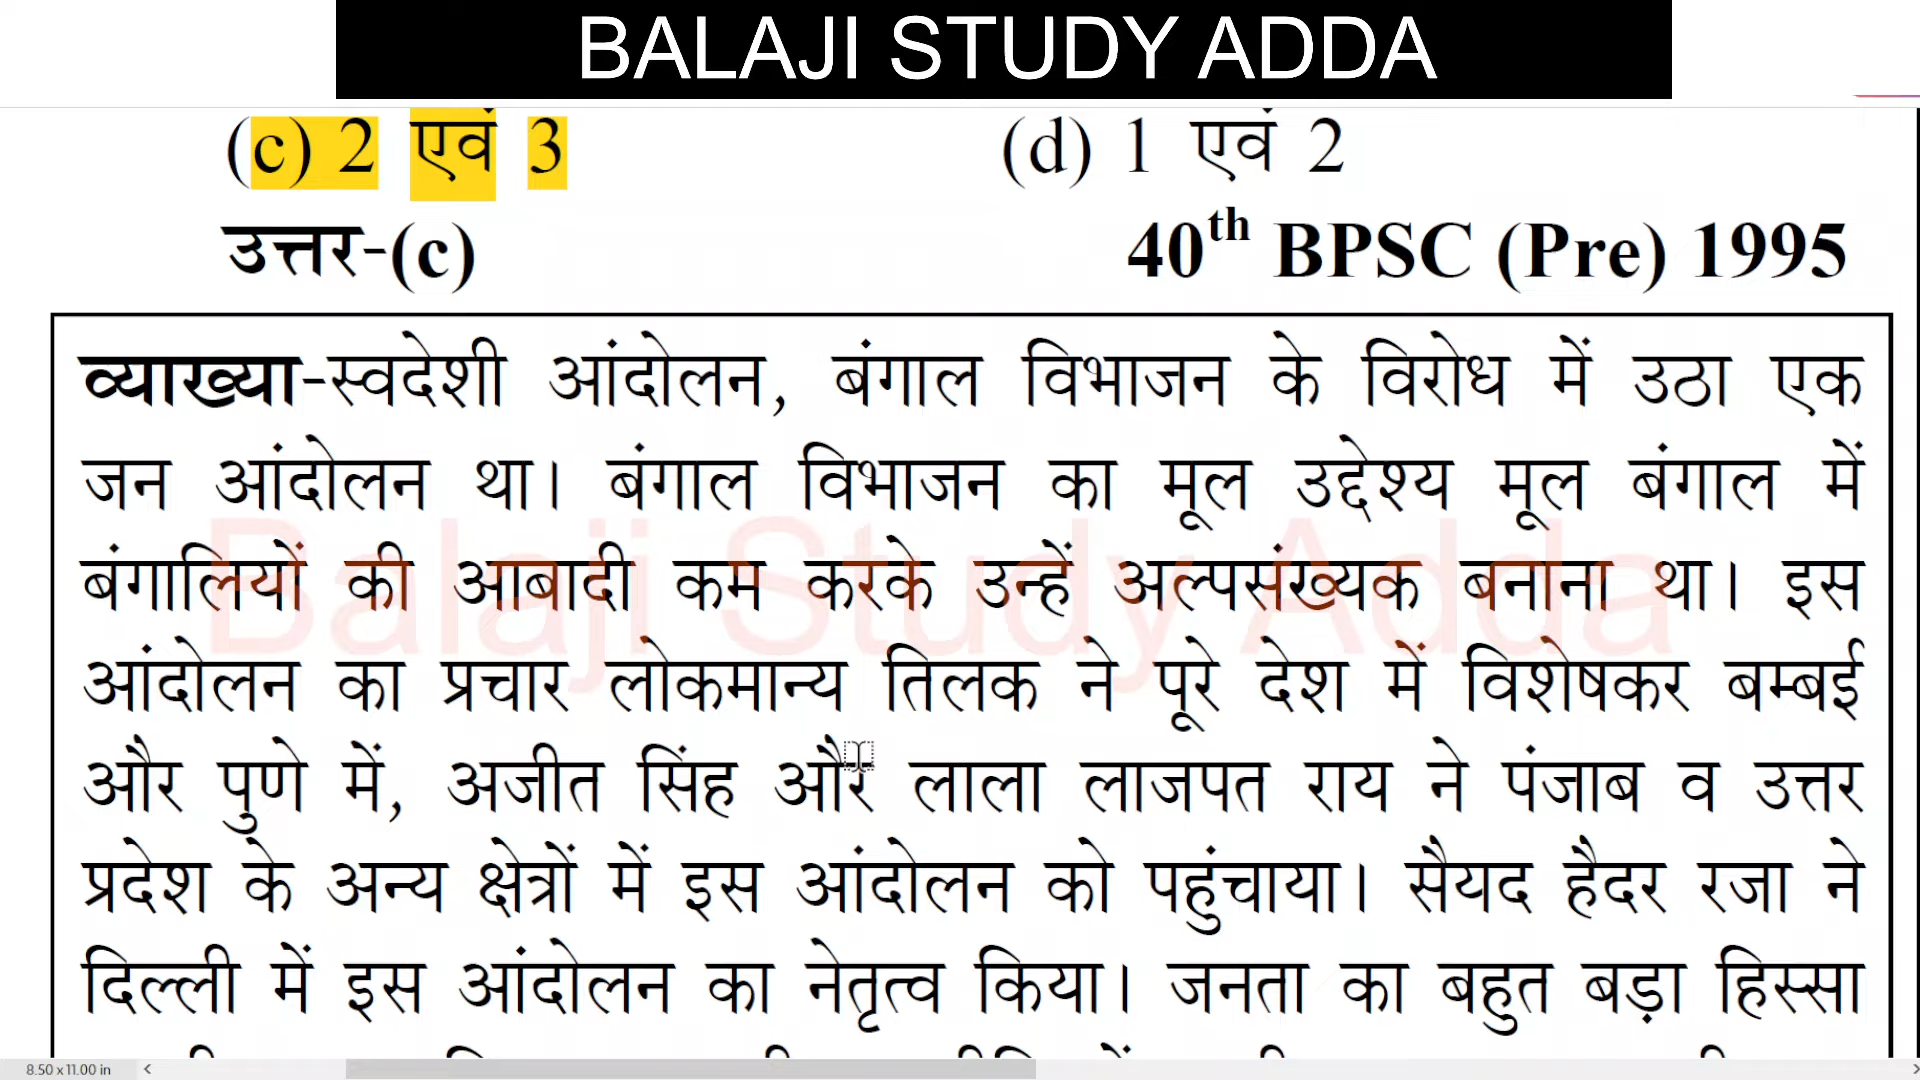 BALAJI STUDY ADDA
(c) 2 एवं 3 (d) 1 एवं 2
उत्तर-(c) 40th BPSC (Pre) 1995
व्याख्या-स्वदेशी आंदोलन, बंगाल विभाजन के विरोध में उठा एक
जन आंदोलन था। बंगाल विभाजन का मूल उद्देश्य मूल बंगाल में
बंगालियों की आबादी कम करके उन्हें अल्पसंख्यक बनाना था। इस
आंदोलन का प्रचार लोकमान्य तिलक ने पूरे देश में विशेषकर बम्बई
और पुणे में, अजीत सिंह और लाला लाजपत राय ने पंजाब व उत्तर
प्रदेश के अन्य क्षेत्रों में इस आंदोलन को पहुंचाया। सैयद हैदर रजा ने
दिल्ली में इस आंदोलन का नेतृत्व किया। जनता का बहुत बड़ा हिस्सा
Balaji Study Adda
8.50 x 11.00 in